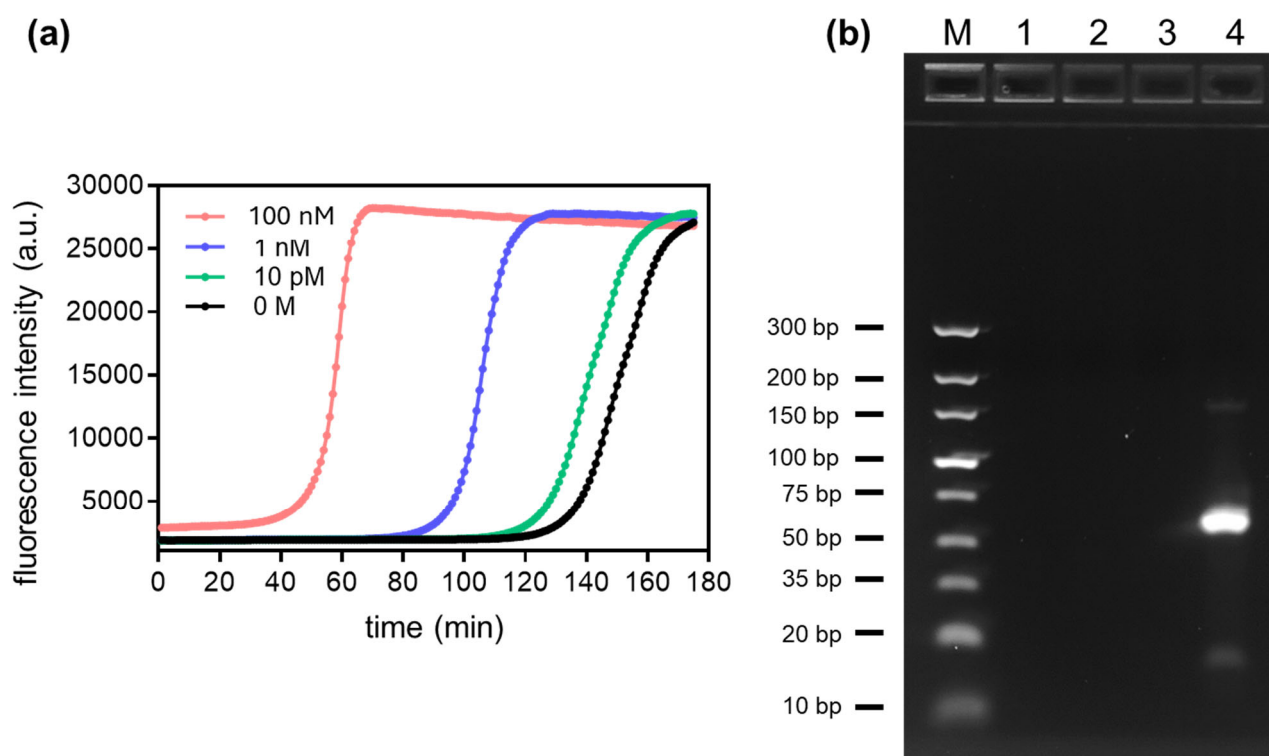 (a)
30000
25000
20000
15000
10000
5000
fluorescence intensity (a.u.)
100 nM
1 nM
10 pM
0 M
0 20 40 60 80 100 120 140 160 180
time (min)
(b)
M 1 2 3 4
300 bp
200 bp
150 bp
100 bp
75 bp
50 bp
35 bp
20 bp
10 bp